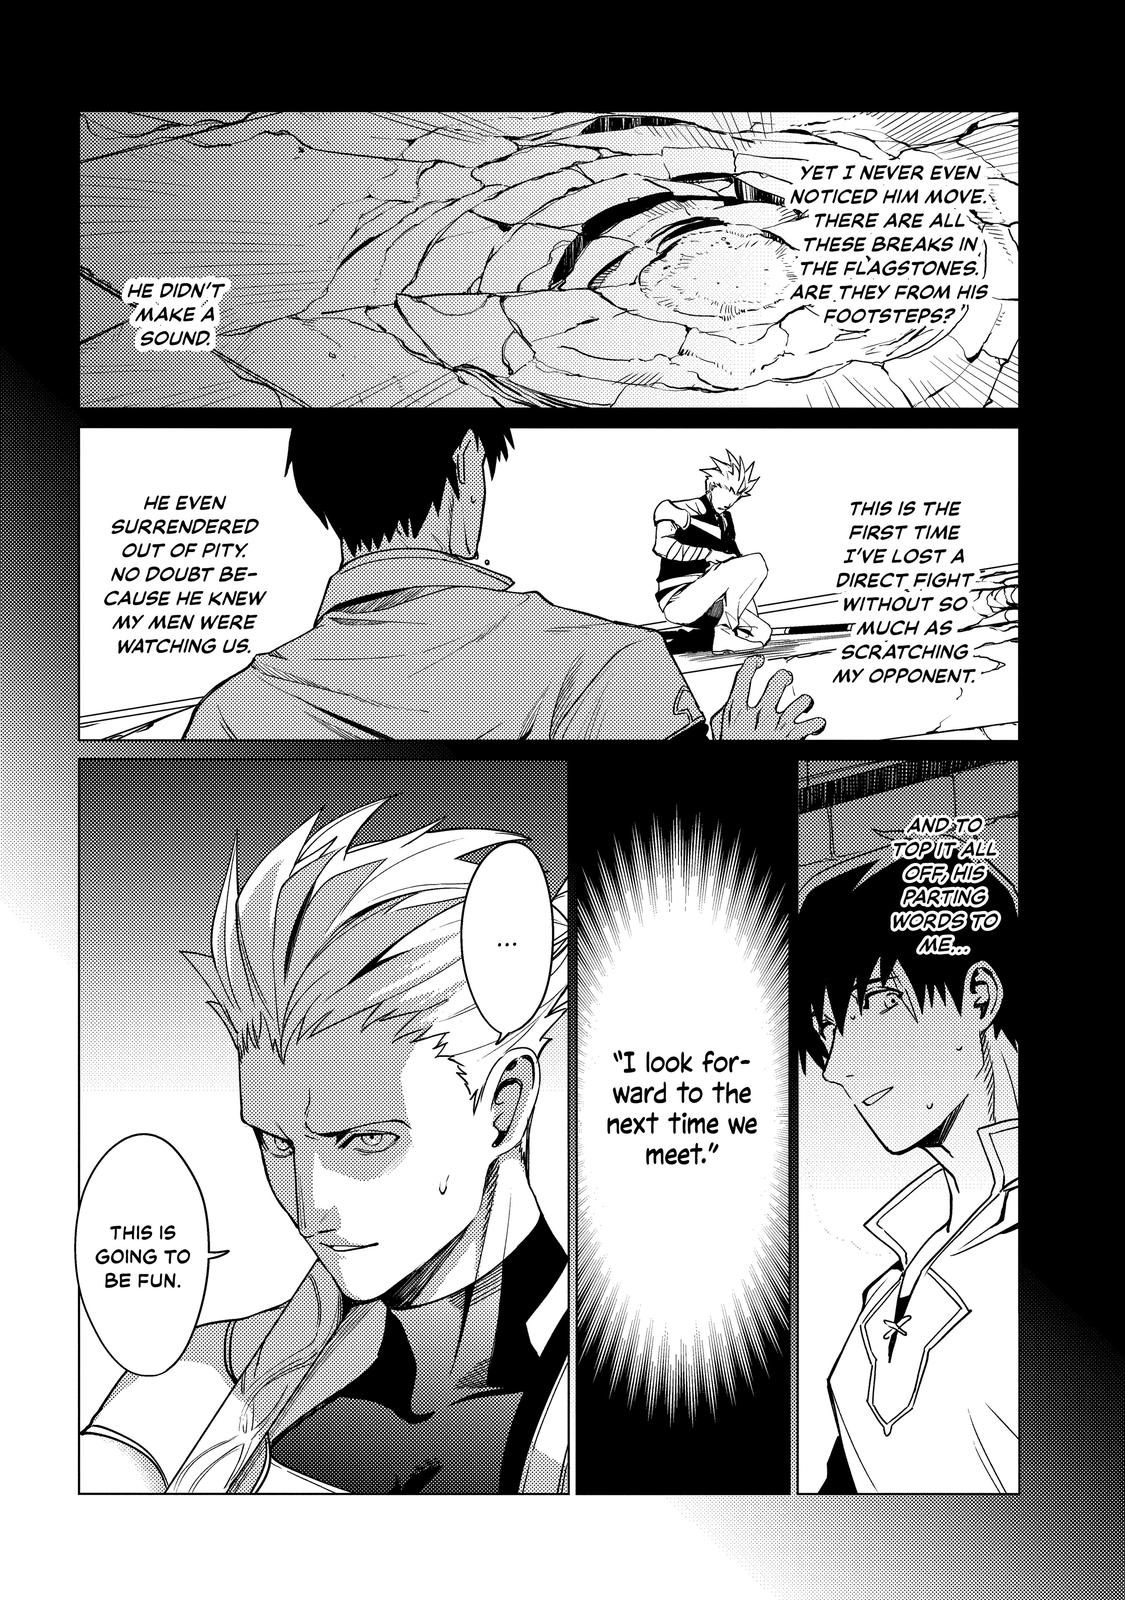 YET I NEVER EVEN
NOTICED HIM MOVE.
THERE ARE ALL
THESE BREAKS IN
THE FLAGSTONES.
ARE THEY FROM HIS
FOOTSTEPS?
HE DIDN'T
MAKE A
SOUND.
THIS IS THE
FIRST TIME
I'VE LOST A
DIRECT FIGHT
WITHOUT SO
MUCH AS
SCRATCHING
MY OPPONENT.
HE EVEN
SURRENDERED
OUT OF PITY.
NO DOUBT BE-
CAUSE HE KNEW
MY MEN WERE
WATCHING US.
AND TO
TOP IT ALL
OFF, HIS
PARTING
WORDS TO
ME...
"I look for-
ward to the
next time we
meet."
...
THIS IS
GOING TO
BE FUN.